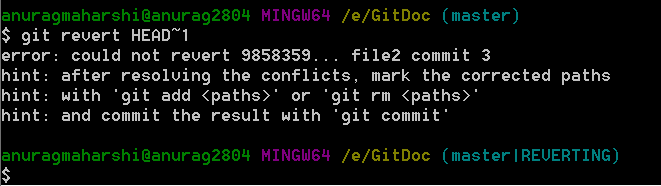 anuragmaharshi@anurag2804 MINGW64 /e/GitDoc (master)
$ git revert HEAD~1
error: could not revert 9858359... file2 commit 3
hint: after resolving the conflicts, mark the corrected paths
hint: with 'git add <paths>' or 'git rm <paths>'
hint: and commit the result with 'git commit'
anuragmaharshi@anurag2804 MINGW64 /e/GitDoc (master|REVERTING)
$